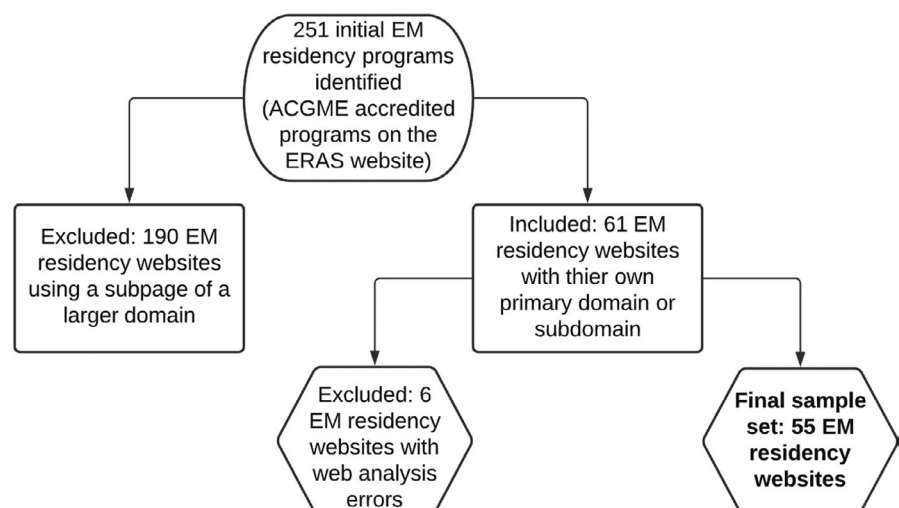 251 initial EM
residency programs
identified
(ACGME accredited
programs on the
ERAS website)
Excluded: 190 EM
residency websites
using a subpage of a
larger domain
Included: 61 EM
residency websites
with thier own
primary domain or
subdomain
Excluded: 6
EM residency
websites with
web analysis
errors
Final sample
set: 55 EM
residency
websites